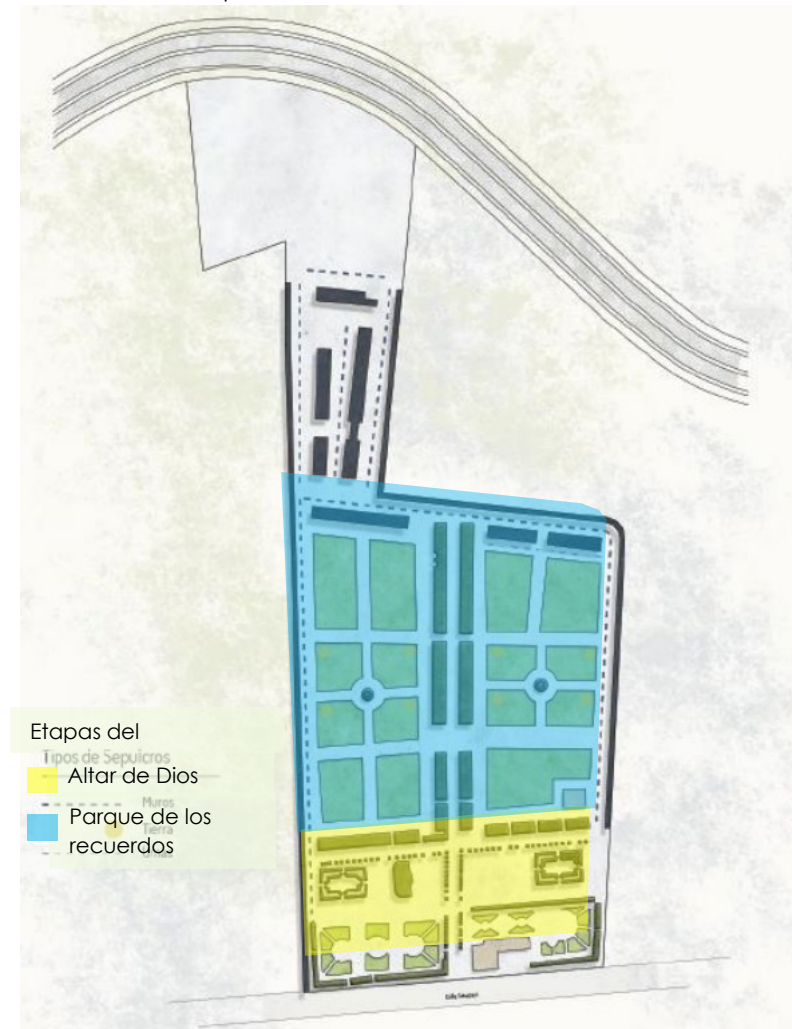 Etapas del
Tipos de Sepulcros
Altar de Dios
Muros
Parque de los
Tierra
recuerdos